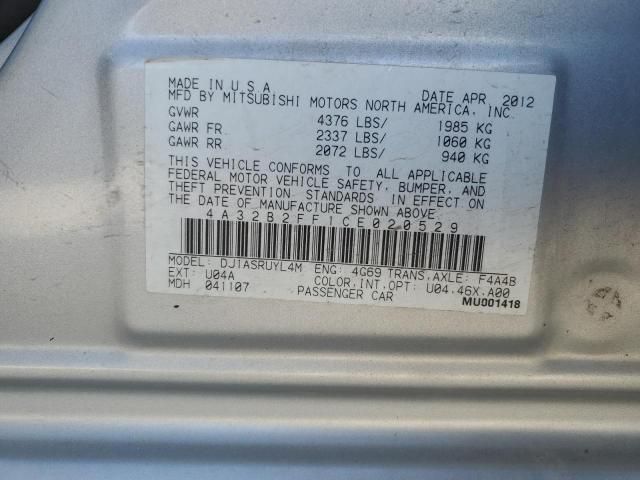 MADE IN U S A DATE APR 2012
MFD BY MITSUBISHI MOTORS NORTH AMERICA, INC.
GVWR 4376 LBS/ 1985 KG
GAWR FR 2337 LBS/ 1060 KG
GAWR RR 2072 LBS/ 940 KG
THIS VEHICLE CONFORMS TO ALL APPLICABLE
FEDERAL MOTOR VEHICLE SAFETY, BUMPER, AND
THEFT PREVENTION STANDARDS IN EFFECT ON
THE DATE OF MANUFACTURE SHOWN ABOVE.
4A32B2FF1CE020529
MODEL: DJ1ASRUYL4M ENG: 4G69 TRANS.AXLE: F4A4B
EXT: U04A COLOR.INT.OPT: U04.46X.A00
MDH 041107 PASSENGER CAR MU001418